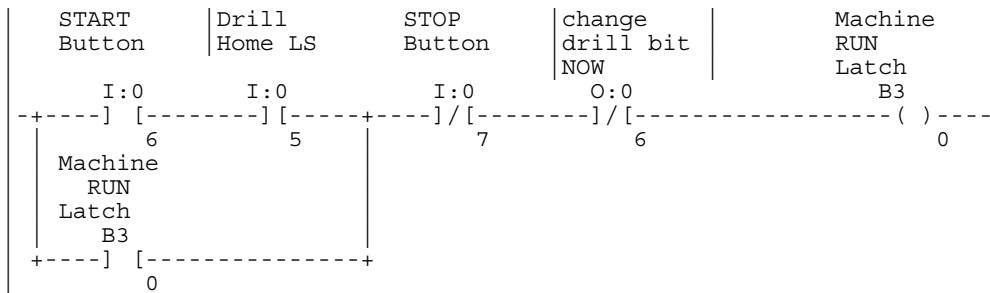 START |Drill STOP |change Machine
Button |Home LS Button |drill bit | RUN
|NOW | Latch
I:0 I:0 I:0 O:0 B3
-+----] [--------][-----+----]/[--------]/[------------------( )----
6 5 7 6 0
Machine
RUN
Latch
B3
+----] [---------------+
0